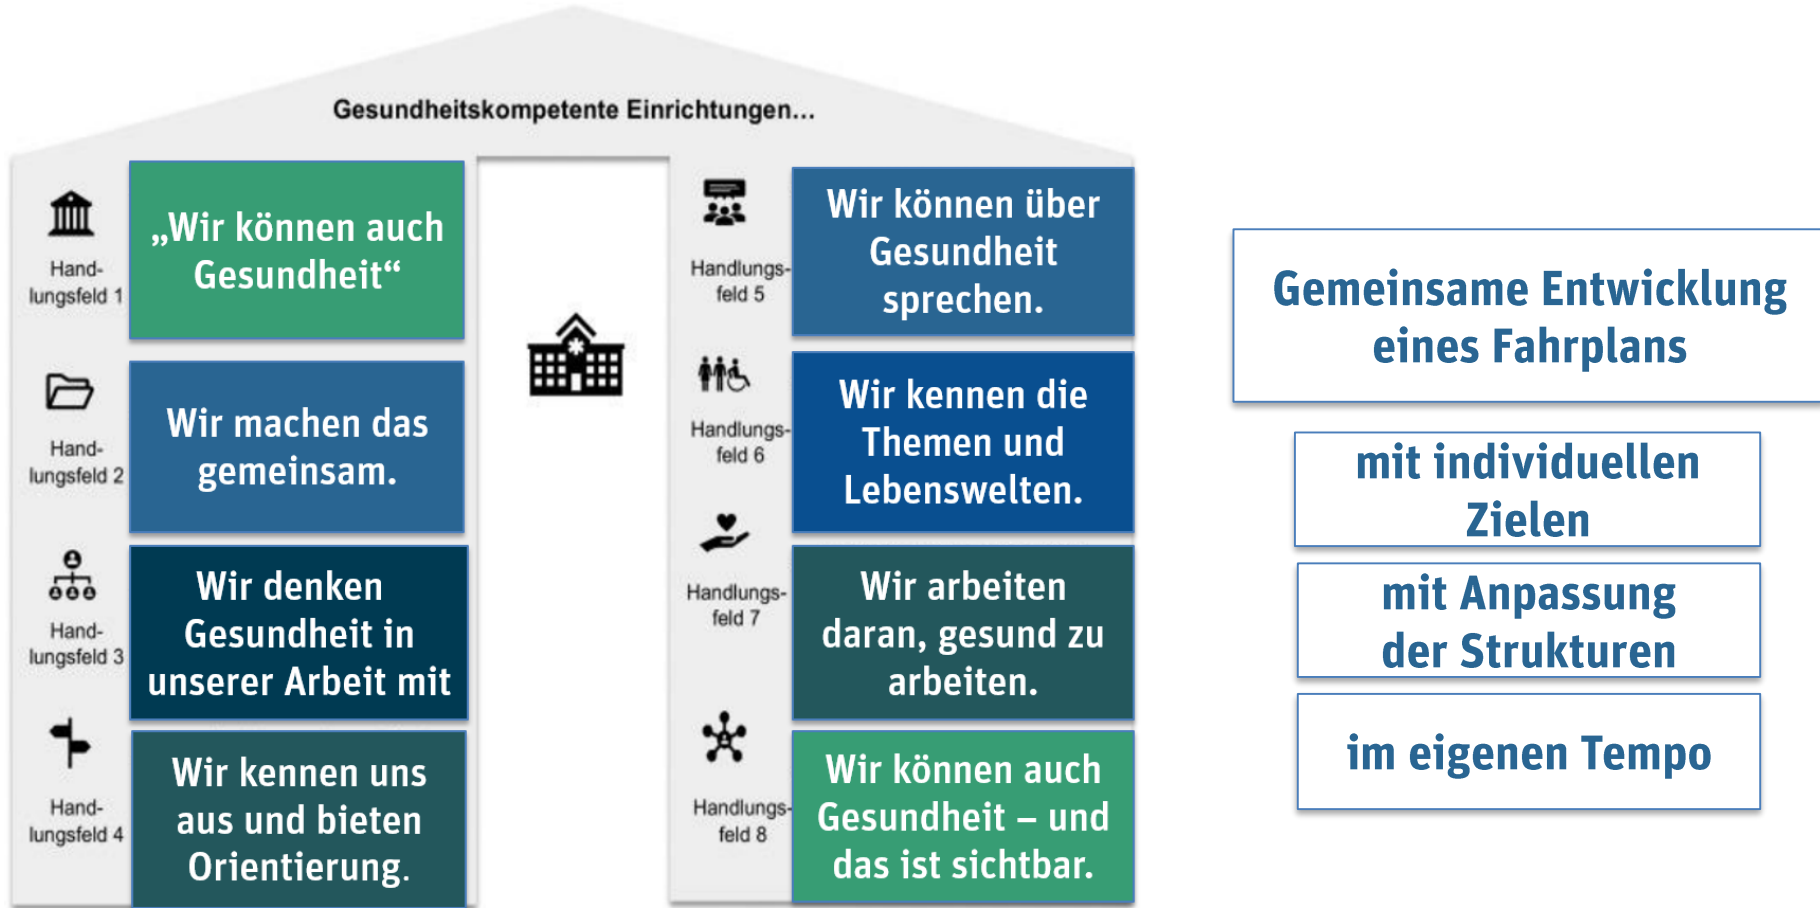 Gesundheitskompetente Einrichtungen...
Hand-
lungsfeld 1
„Wir können auch
Gesundheit“
Hand-
lungsfeld 2
Wir machen das
gemeinsam.
Hand-
lungsfeld 3
Wir denken
Gesundheit in
unserer Arbeit mit
Hand-
lungsfeld 4
Wir kennen uns
aus und bieten
Orientierung.
Handlungs-
feld 5
Wir können über
Gesundheit
sprechen.
Handlungs-
feld 6
Wir kennen die
Themen und
Lebenswelten.
Handlungs-
feld 7
Wir arbeiten
daran, gesund zu
arbeiten.
Handlungs-
feld 8
Wir können auch
Gesundheit – und
das ist sichtbar.
Gemeinsame Entwicklung
eines Fahrplans
mit individuellen
Zielen
mit Anpassung
der Strukturen
im eigenen Tempo